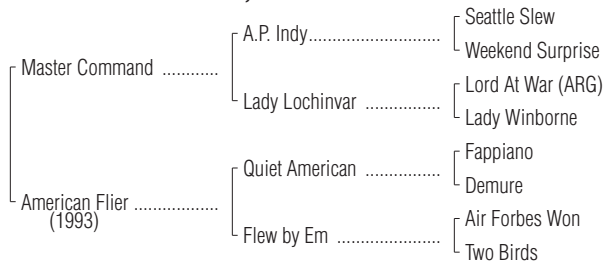 Seattle Slew
A.P. Indy..........................
Weekend Surprise
Master Command ............
Lord At War (ARG)
Lady Lochinvar ...............
Lady Winborne
Fappiano
Quiet American ...............
Demure
American Flier ..................
(1993)
Air Forbes Won
Flew by Em .....................
Two Birds